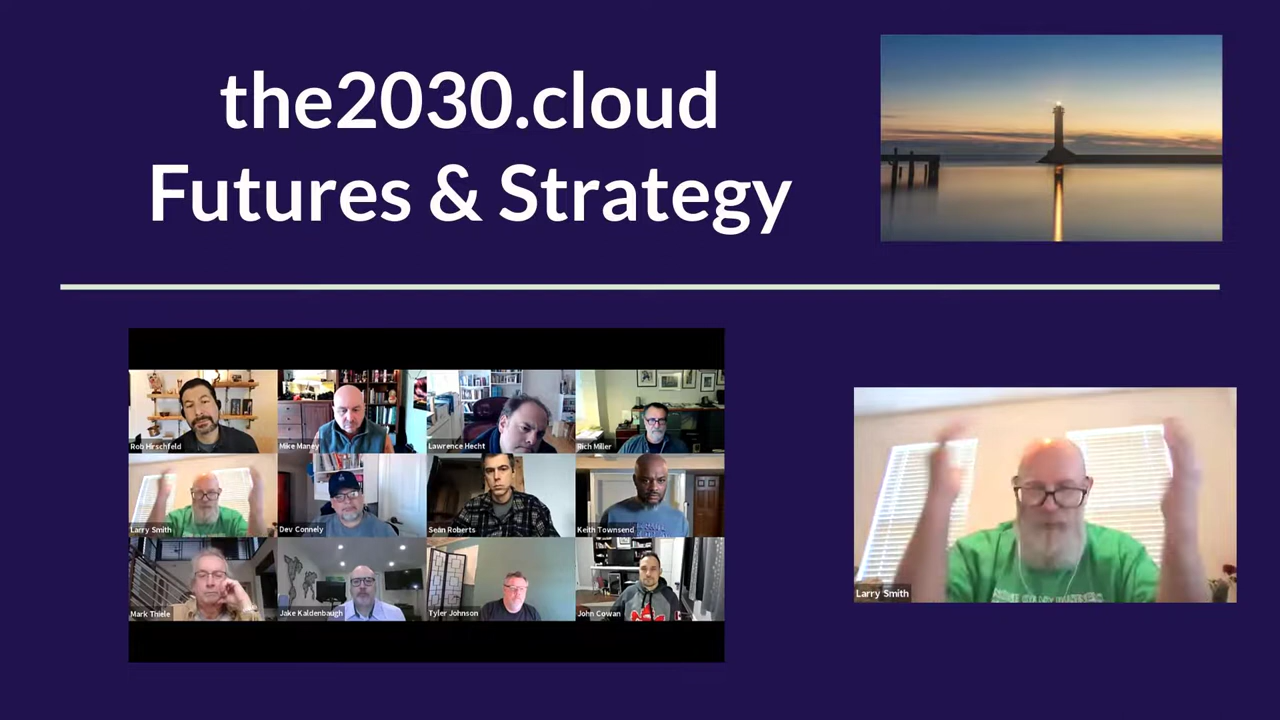 the2030.cloud
Futures & Strategy
Rob Hirschfeld
Mike Maney
Lawrence Hecht
Rich Miller
Larry Smith
Dev Connely
Sean Roberts
Keith Townsend
Mark Thiele
Jake Kaldenbaugh
Tyler Johnson
John Cowan
Larry Smith